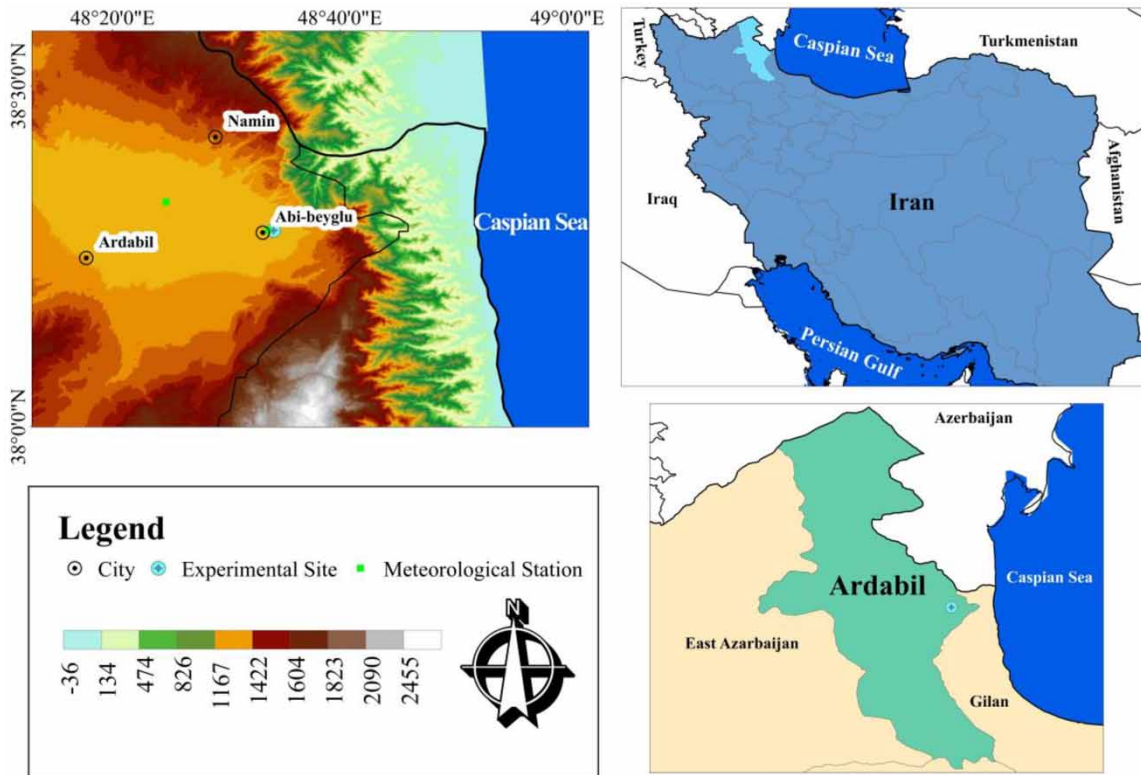 48°20'0"E
48°40'0"E
49°0'0"E
38°30'0"N
38°0'0"N
Namin
Abi-beyglu
Ardabil
Caspian Sea
Turkey
Caspian Sea
Turkmenistan
Iraq
Iran
Afghanistan
Persian Gulf
Legend
City
Experimental Site
Meteorological Station
-36
134
474
826
1167
1422
1604
1823
2090
2455
N
Azerbaijan
Ardabil
Caspian Sea
East Azarbaijan
Gilan